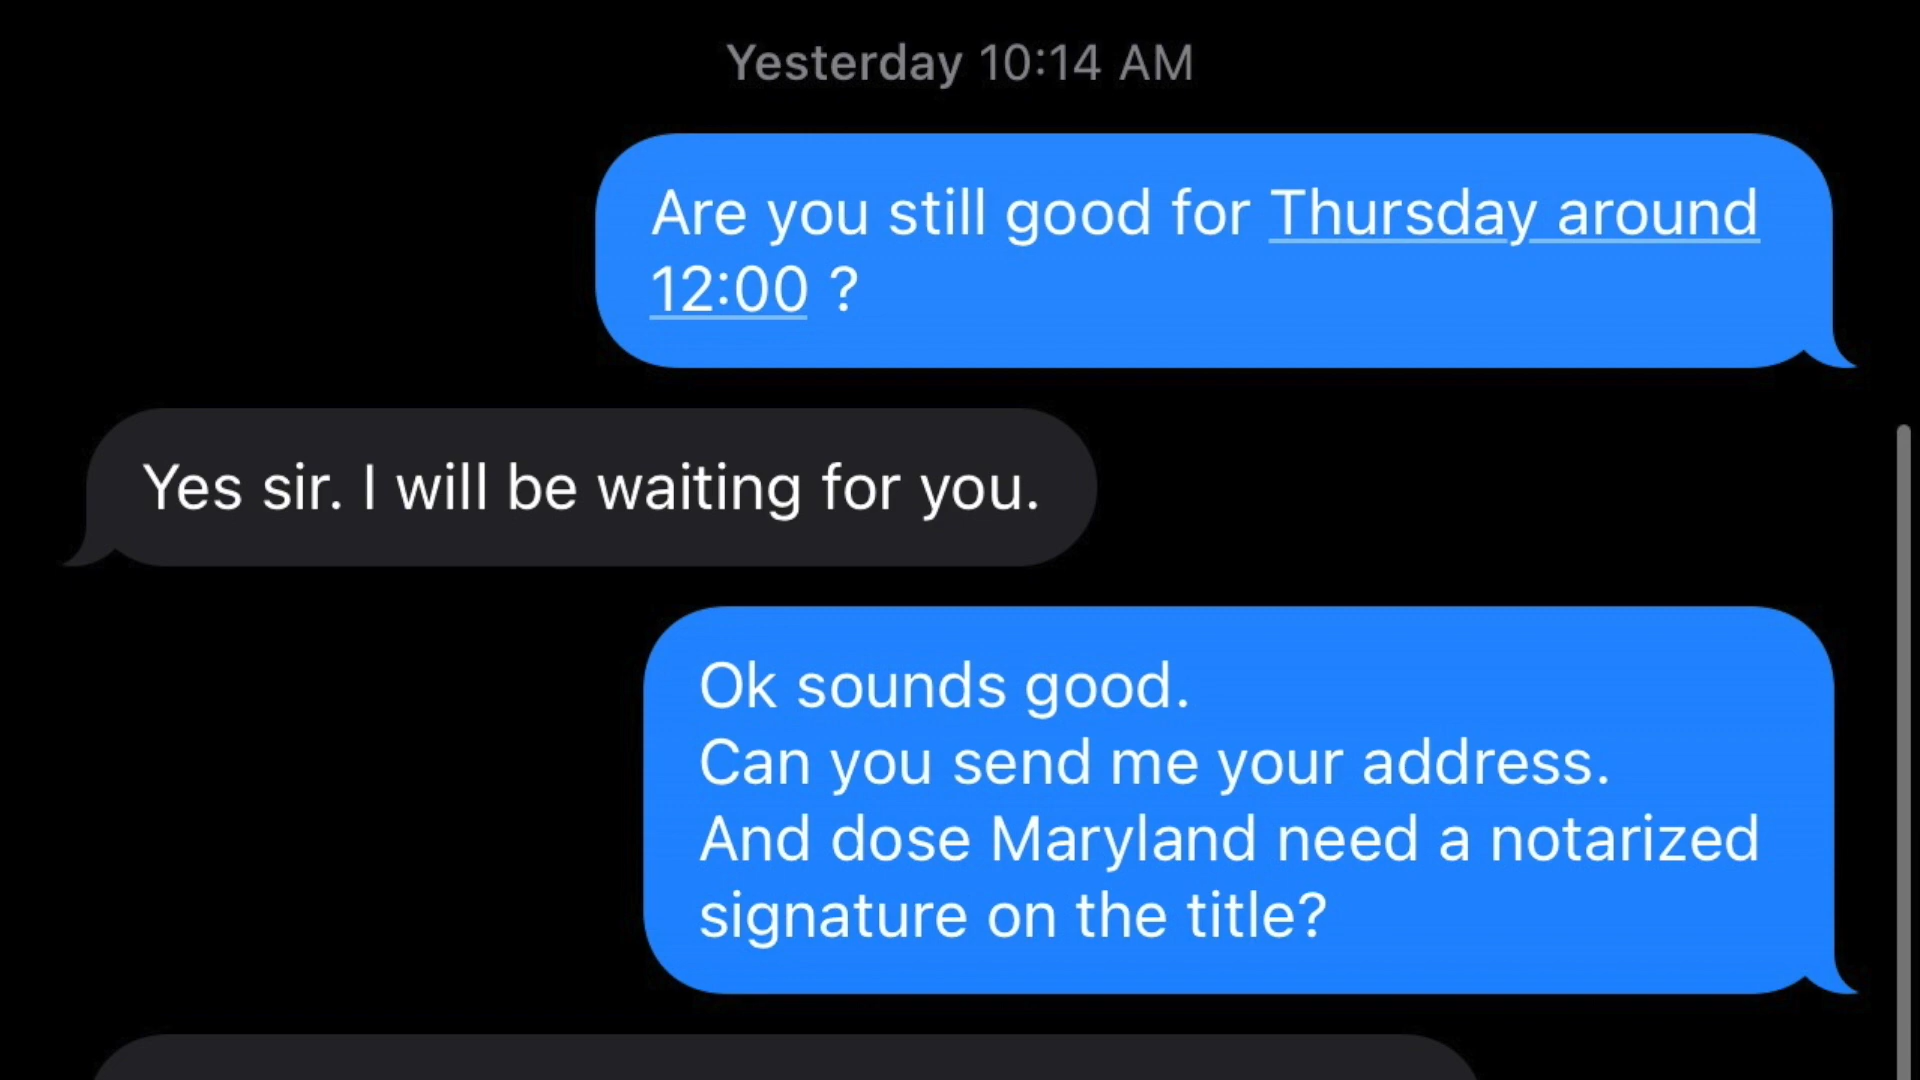 Yesterday 10:14 AM
Are you still good for Thursday around
12:00 ?
Yes sir. I will be waiting for you.
Ok sounds good.
Can you send me your address.
And dose Maryland need a notarized
signature on the title?